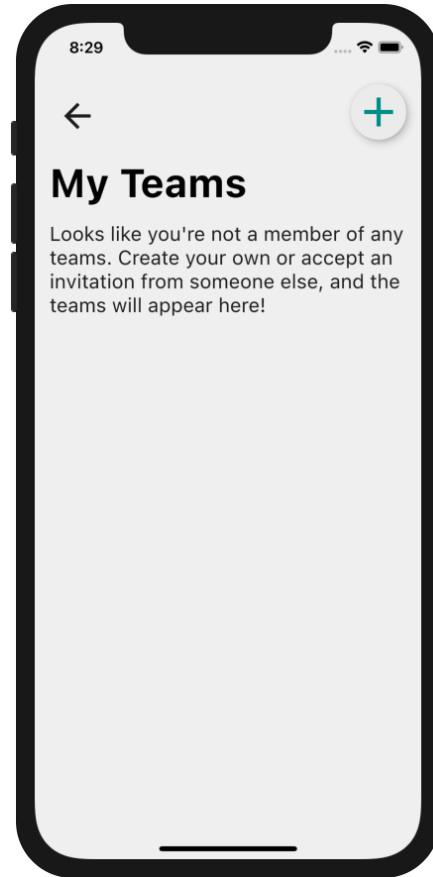 8:29
My Teams
Looks like you're not a member of any
teams. Create your own or accept an
invitation from someone else, and the
teams will appear here!